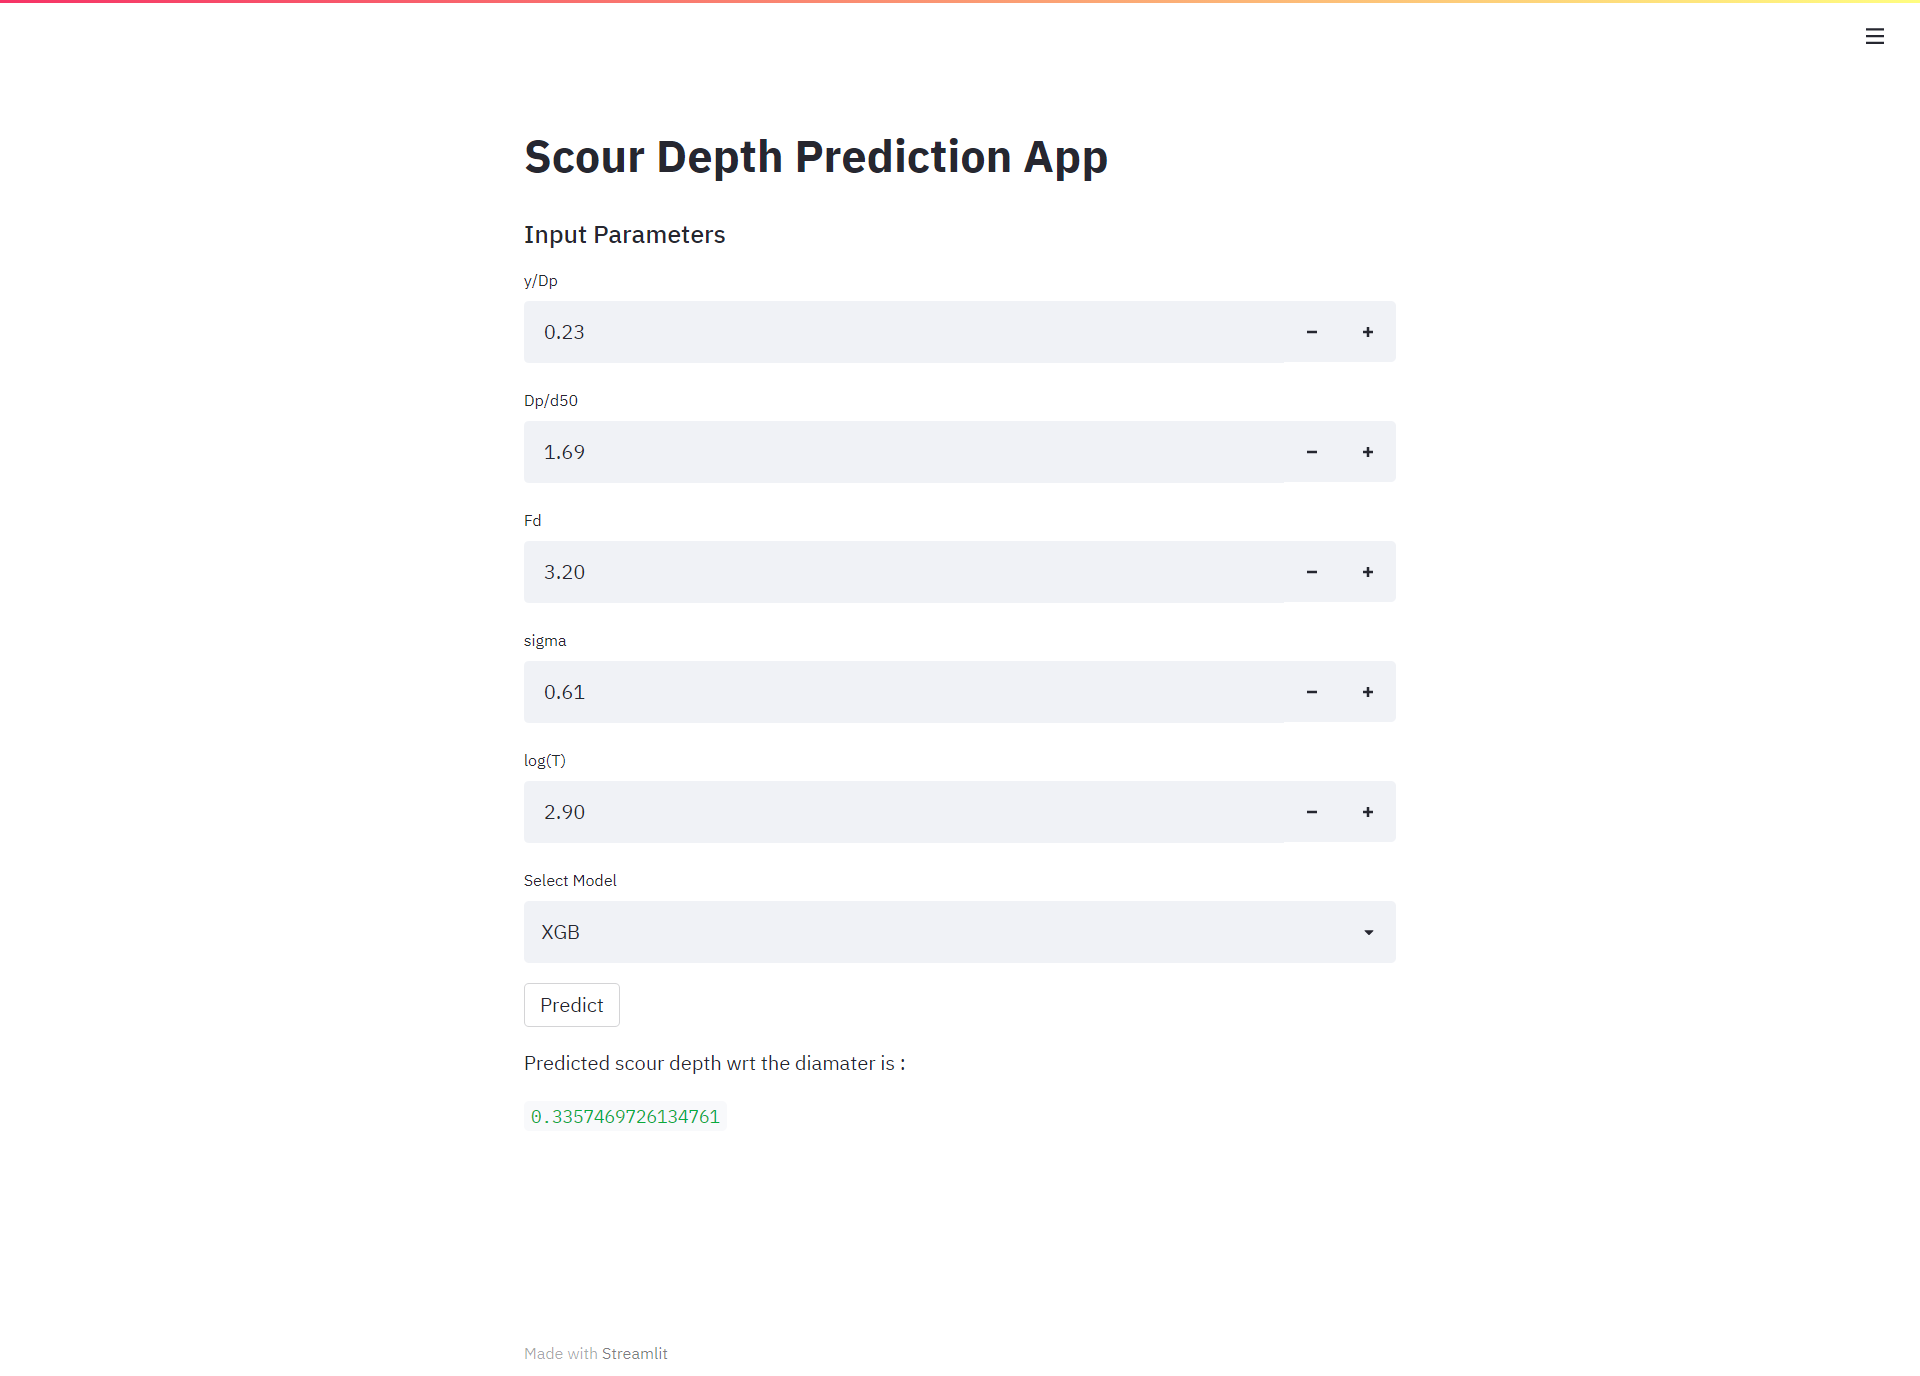 Scour Depth Prediction App
Input Parameters
y/Dp
0.23
Dp/d50
1.69
Fd
3.20
sigma
0.61
log(T)
2.90
Select Model
XGB
Predict
Predicted scour depth wrt the diamater is :
0.3357469726134761
Made with Streamlit